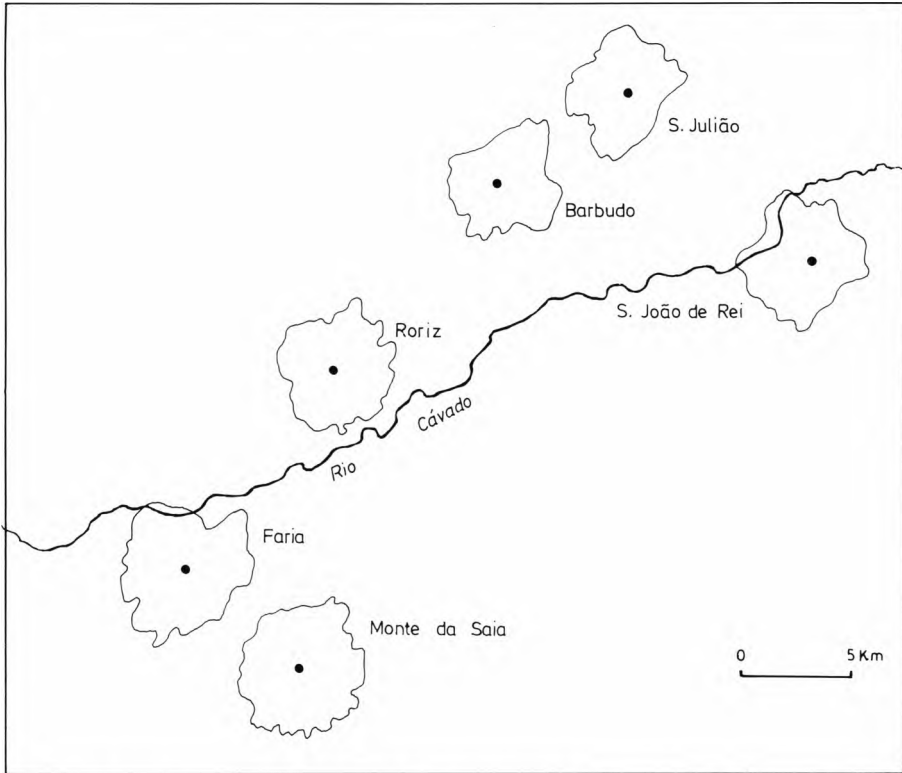 S. Julião
Barbudo
S. João de Rei
Roriz
Cávado
Rio
Faria
Monte da Saia
0 5 Km